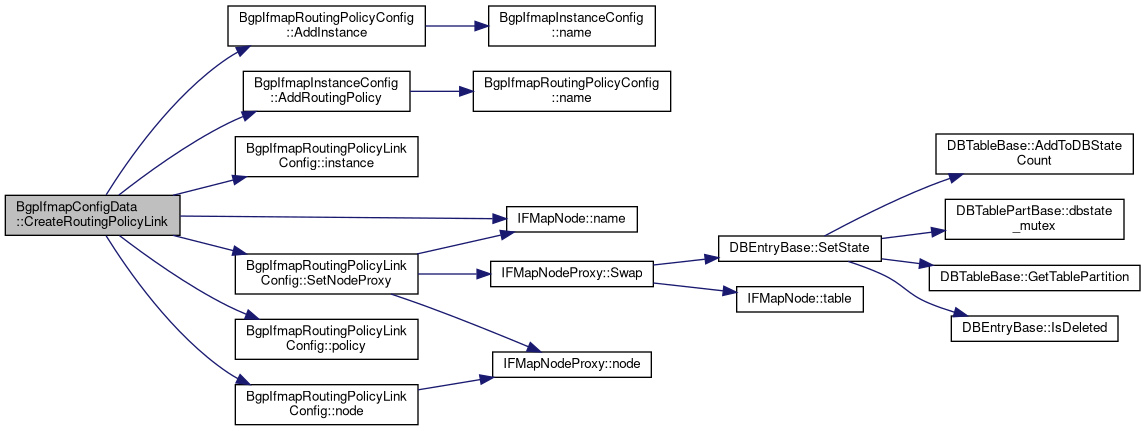 BgpIfmapRoutingPolicyConfig
::AddInstance
BgpIfmapInstanceConfig
::name
BgpIfmapInstanceConfig
::AddRoutingPolicy
BgpIfmapRoutingPolicyConfig
::name
BgpIfmapRoutingPolicyLink
Config::instance
BgpIfmapConfigData
::CreateRoutingPolicyLink
IFMapNode::name
BgpIfmapRoutingPolicyLink
Config::SetNodeProxy
IFMapNodeProxy::Swap
BgpIfmapRoutingPolicyLink
Config::policy
IFMapNodeProxy::node
BgpIfmapRoutingPolicyLink
Config::node
DBEntryBase::SetState
IFMapNode::table
DBTableBase::AddToDBState
Count
DBTablePartBase::dbstate
_mutex
DBTableBase::GetTablePartition
DBEntryBase::IsDeleted